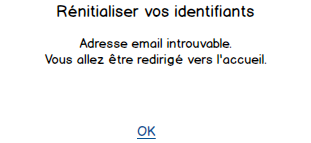 Rénitialiser vos identifiants
Adresse email introuvable.
Vous allez être redirigé vers l'accueil.
OK